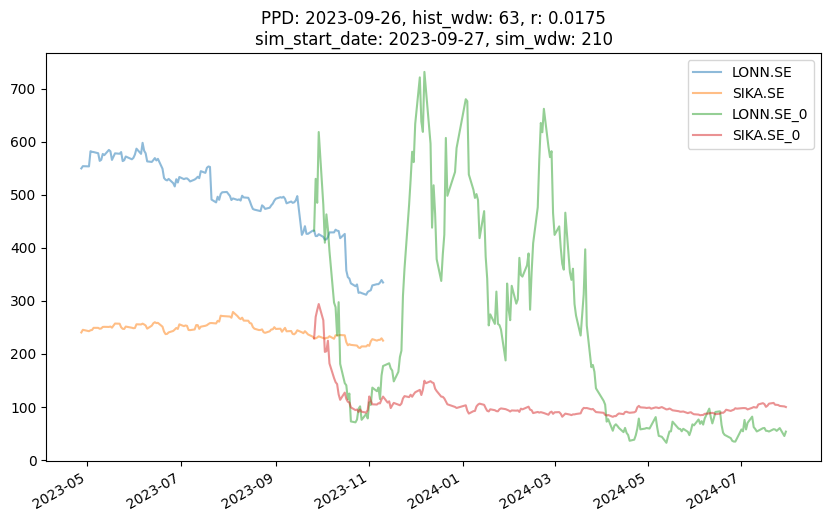 PPD: 2023-09-26, hist_wdw: 63, r: 0.0175
sim_start_date: 2023-09-27, sim_wdw: 210
LONN.SE
SIKA.SE
LONN.SE_0
SIKA.SE_0
700
600
500
400
300
200
100
0
2023-05
2023-07
2023-09
2023-11
2024-01
2024-03
2024-05
2024-07